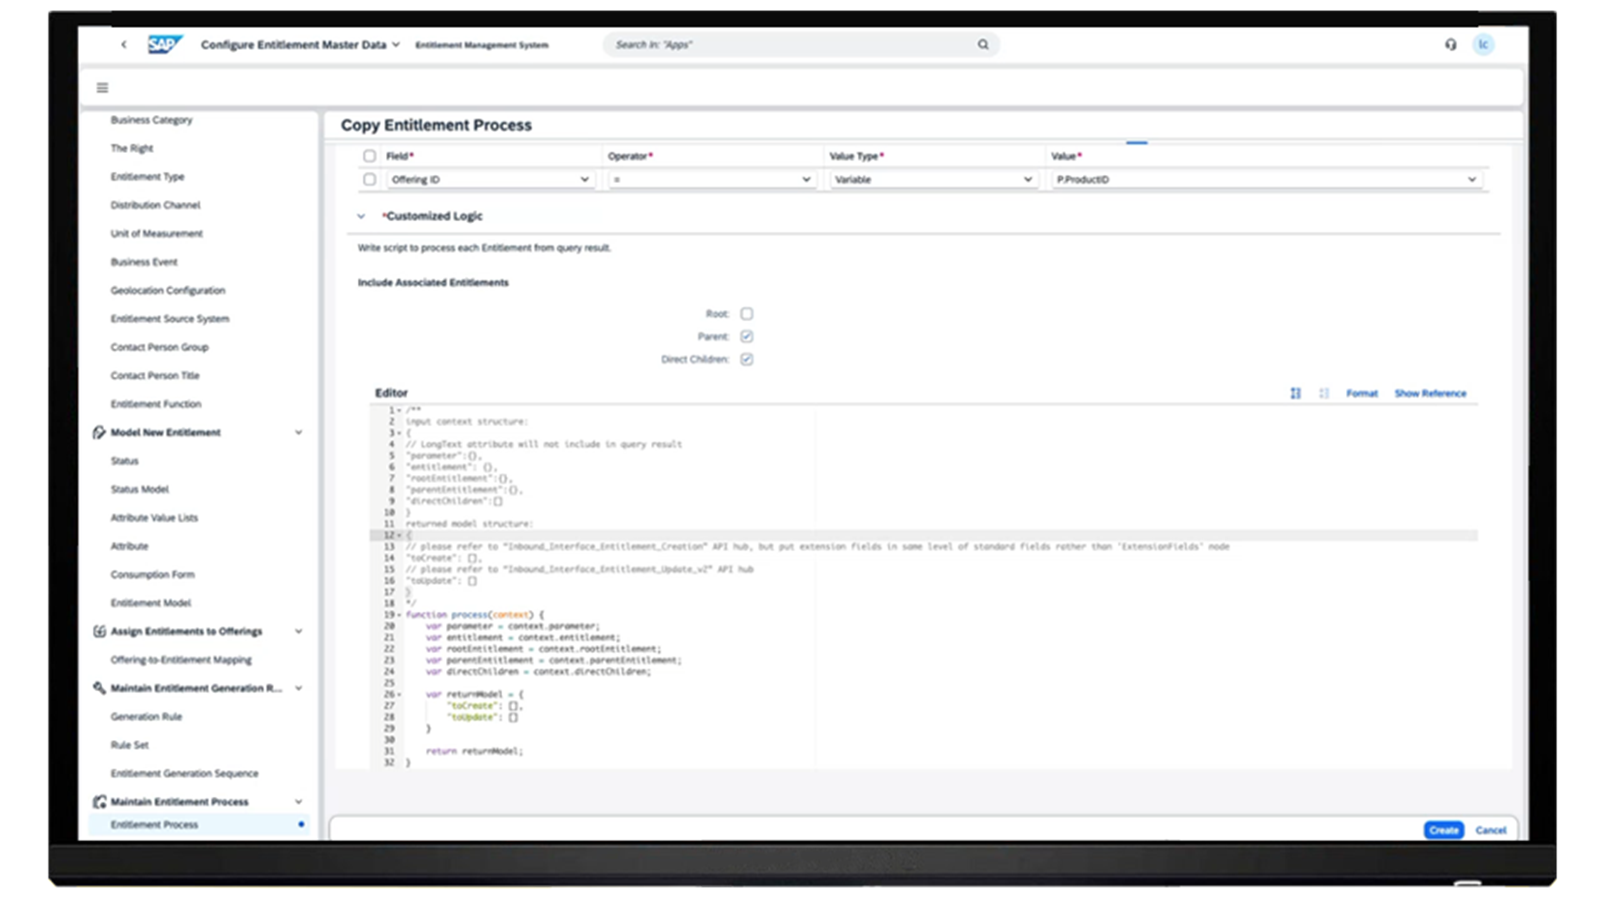 SAP Configure Entitlement Master Data Entitlement Management System Search In: "Apps" lc
Business Category
The Right
Entitlement Type
Distribution Channel
Unit of Measurement
Business Event
Geolocation Configuration
Entitlement Source System
Contact Person Group
Contact Person Title
Entitlement Function
Model New Entitlement
Status
Status Model
Attribute Value Lists
Attribute
Consumption Form
Entitlement Model
Assign Entitlements to Offerings
Offering-to-Entitlement Mapping
Maintain Entitlement Generation R...
Generation Rule
Rule Set
Entitlement Generation Sequence
Maintain Entitlement Process
Entitlement Process
Copy Entitlement Process
Field* Operator* Value Type* Value*
Offering ID = Variable P.ProductID
*Customized Logic
Write script to process each Entitlement from query result.
Include Associated Entitlements
Root:
Parent:
Direct Children:
Editor Format Show Reference
1 /**
2 input context structure:
3 {
4 // LongText attribute will not include in query result
5 "parameter":{},
6 "entitlement": {},
7 "rootEntitlement":{},
8 "parentEntitlement":{},
9 "directChildren":[]
10 }
11 returned model structure:
12 {
13 // please refer to "Inbound_Interface_Entitlement_Creation" API hub, but put extension fields in same level of standard fields rather than 'ExtensionFields' node
14 "toCreate": [],
15 // please refer to "Inbound_Interface_Entitlement_Update_v2" API hub
16 "toUpdate": []
17 }
18 */
19 function process(context) {
20 var parameter = context.parameter;
21 var entitlement = context.entitlement;
22 var rootEntitlement = context.rootEntitlement;
23 var parentEntitlement = context.parentEntitlement;
24 var directChildren = context.directChildren;
25
26 var returnModel = {
27 "toCreate": [],
28 "toUpdate": []
29 }
30
31 return returnModel;
32 }
Create Cancel